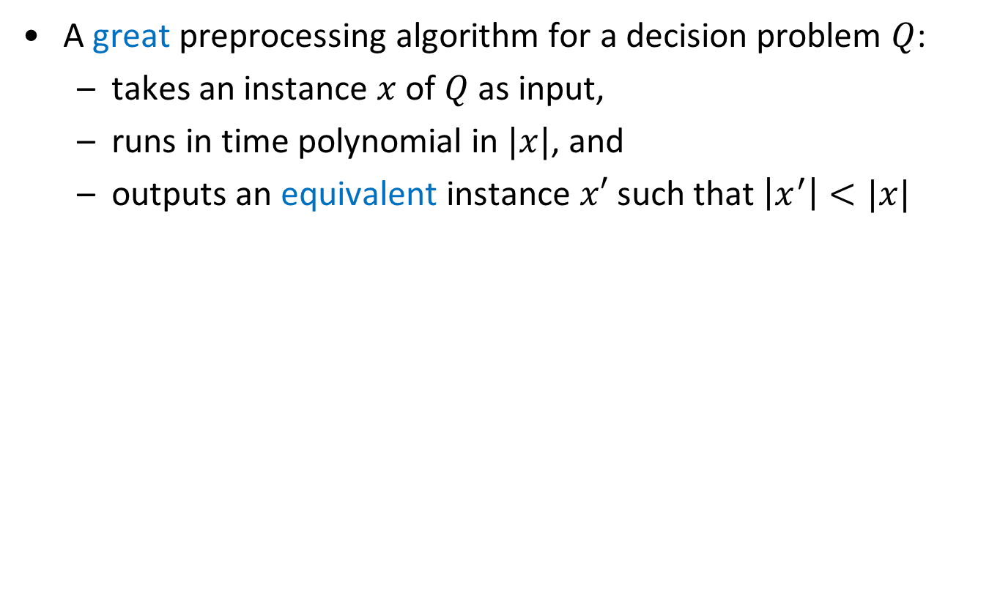 • A great preprocessing algorithm for a decision problem 𝑄:
– takes an instance 𝑥 of 𝑄 as input,
– runs in time polynomial in |𝑥|, and
– outputs an equivalent instance 𝑥′ such that |𝑥′| < |𝑥|